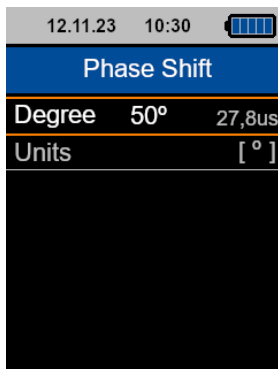 12.11.23 10:30
Phase Shift
Degree 50º 27,8us
Units [ º ]